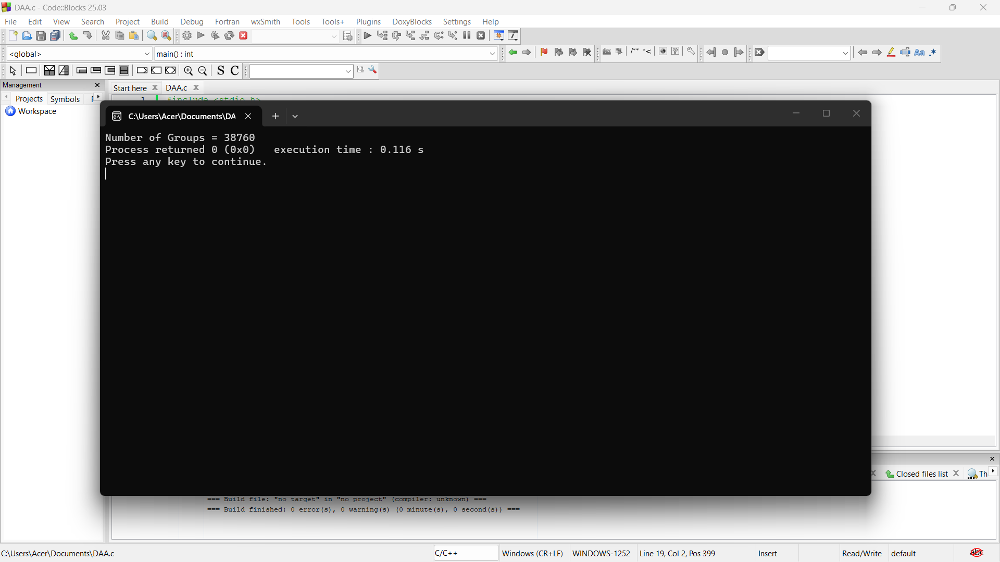 DAA.c - Code::Blocks 25.03
File Edit View Search Project Build Debug Fortran wxSmith Tools Tools+ Plugins DoxyBlocks Settings Help
<global> main() : int
S C
Management
Start here DAA.c
Projects Symbols
1 #include <stdio.h>
Workspace
C:\Users\Acer\Documents\DA
Number of Groups = 38760
Process returned 0 (0x0) execution time : 0.116 s
Press any key to continue.
Closed files list Th
=== Build file: "no target" in "no project" (compiler: unknown) ===
=== Build finished: 0 error(s), 0 warning(s) (0 minute(s), 0 second(s)) ===
C:\Users\Acer\Documents\DAA.c C/C++ Windows (CR+LF) WINDOWS-1252 Line 19, Col 2, Pos 399 Insert Read/Write default abc